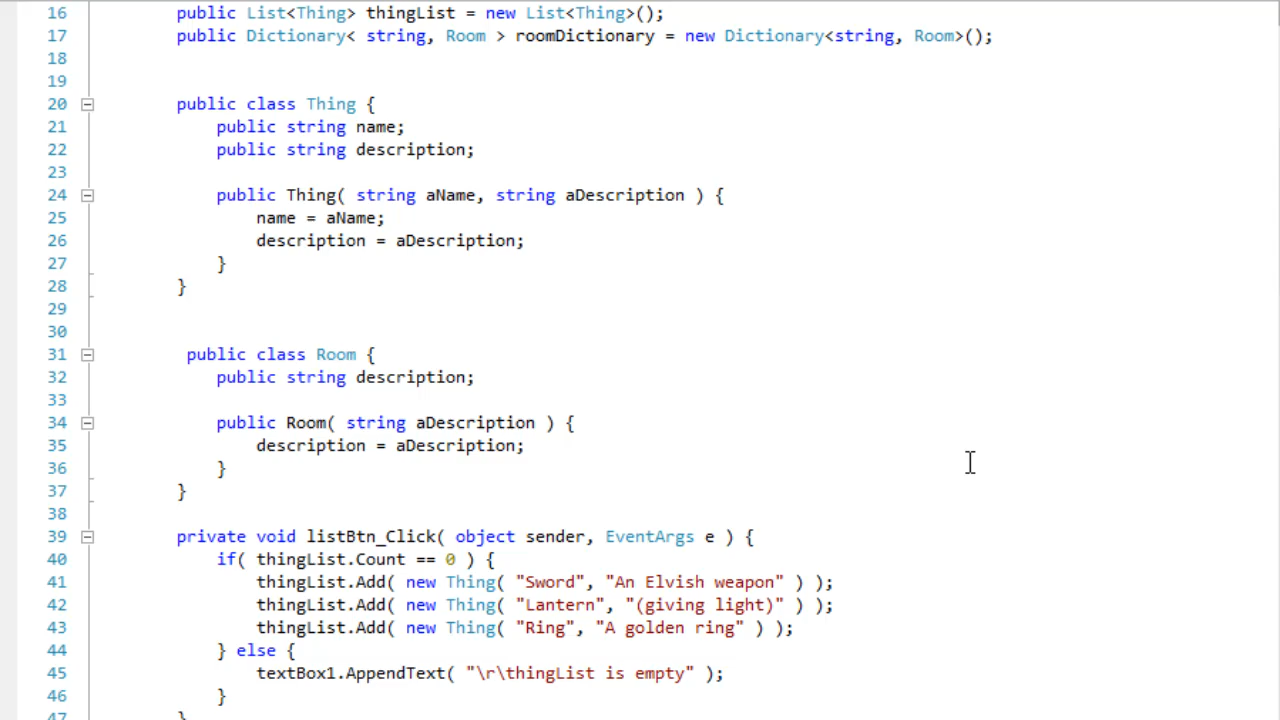 16 public List<Thing> thingList = new List<Thing>();
17 public Dictionary< string, Room > roomDictionary = new Dictionary<string, Room>();
18
19
20 public class Thing {
21 public string name;
22 public string description;
23
24 public Thing( string aName, string aDescription ) {
25 name = aName;
26 description = aDescription;
27 }
28 }
29
30
31 public class Room {
32 public string description;
33
34 public Room( string aDescription ) {
35 description = aDescription;
36 }
37 }
38
39 private void listBtn_Click( object sender, EventArgs e ) {
40 if( thingList.Count == 0 ) {
41 thingList.Add( new Thing( "Sword", "An Elvish weapon" ) );
42 thingList.Add( new Thing( "Lantern", "(giving light)" ) );
43 thingList.Add( new Thing( "Ring", "A golden ring" ) );
44 } else {
45 textBox1.AppendText( "\r\thingList is empty" );
46 }
47 }